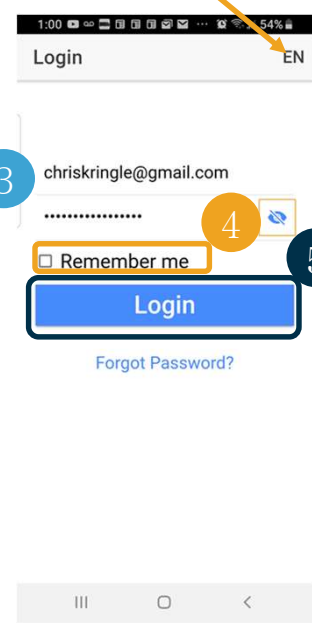 1:00 54%
Login EN
chriskringle@gmail.com
3
•••••••••••••••••
4
Remember me
5
Login
Forgot Password?